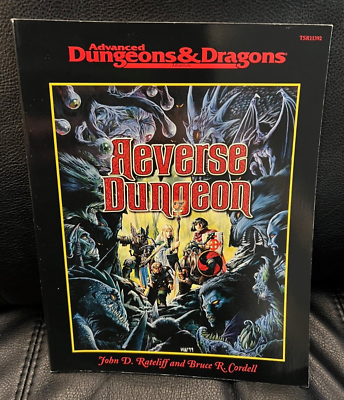 TSR11392
Advanced
Dungeons & Dragons
Reverse
Dungeon
John D. Rateliff and Bruce R. Cordell